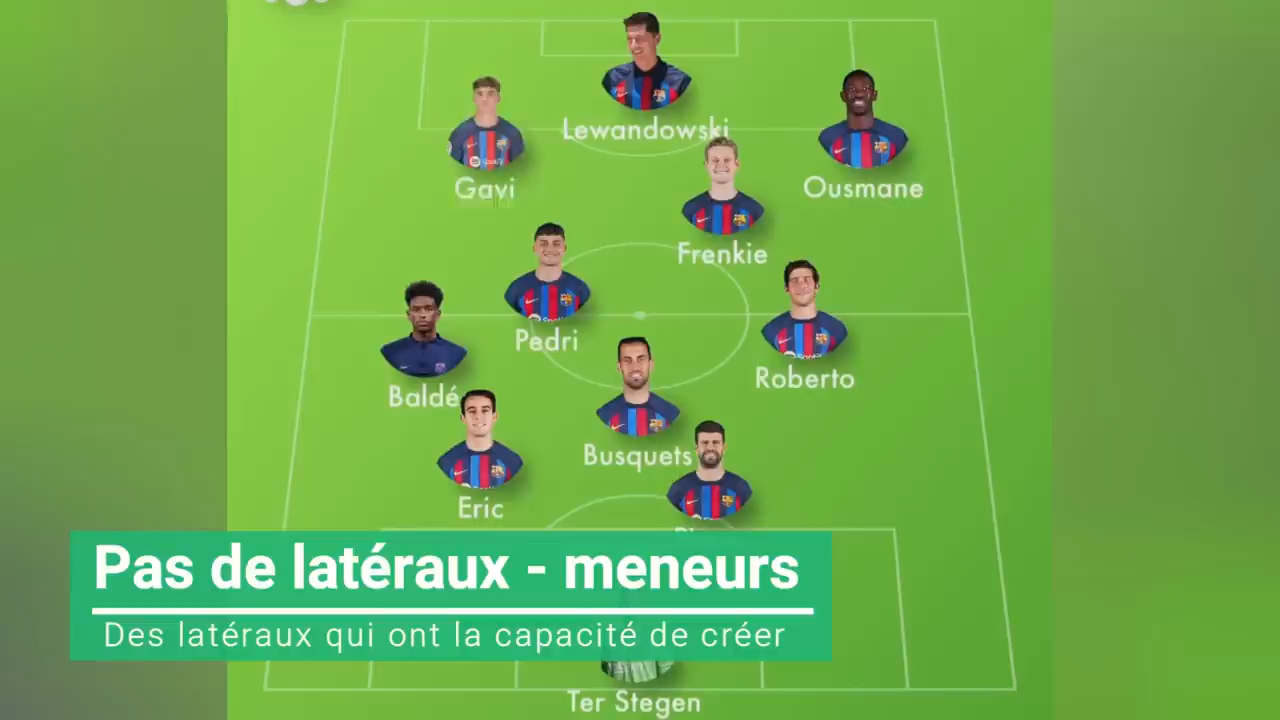 Lewandowski
Gavi
Ousmane
Frenkie
Pedri
Roberto
Baldé
Busquets
Eric
Pas de latéraux - meneurs
Des latéraux qui ont la capacité de créer
Ter Stegen